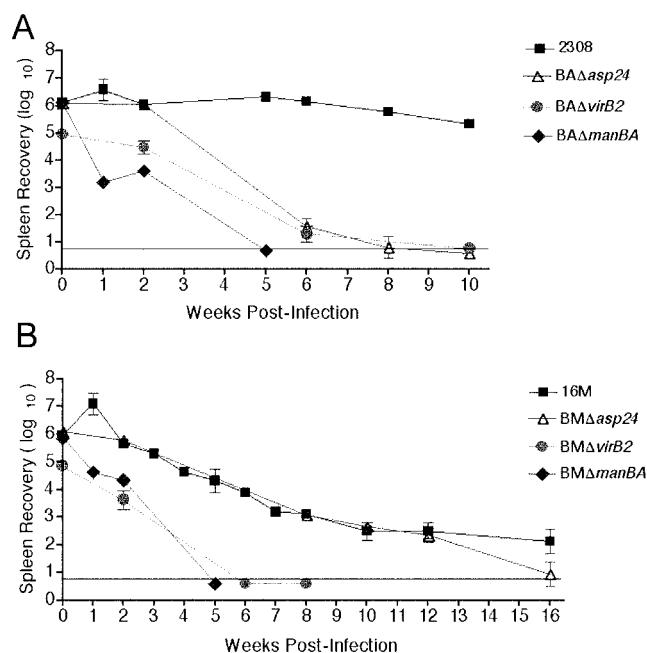 A
8
7
6
5
4
3
2
1
0
Spleen Recovery (log 10)
0 1 2 3 4 5 6 7 8 9 10
Weeks Post-Infection
2308
BAΔasp24
BAΔvirB2
BAΔmanBA
B
8
7
6
5
4
3
2
1
0
Spleen Recovery (log 10)
0 1 2 3 4 5 6 7 8 9 10 11 12 13 14 15 16
Weeks Post-Infection
16M
BMΔasp24
BMΔvirB2
BMΔmanBA